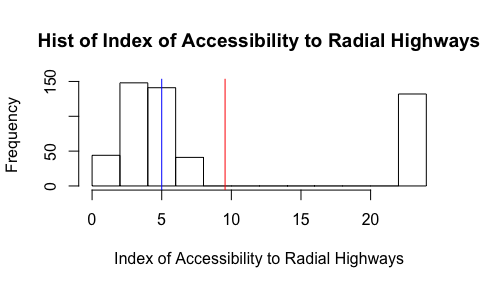 Hist of Index of Accessibility to Radial Highways
Frequency
150
50
0
0 5 10 15 20
Index of Accessibility to Radial Highways